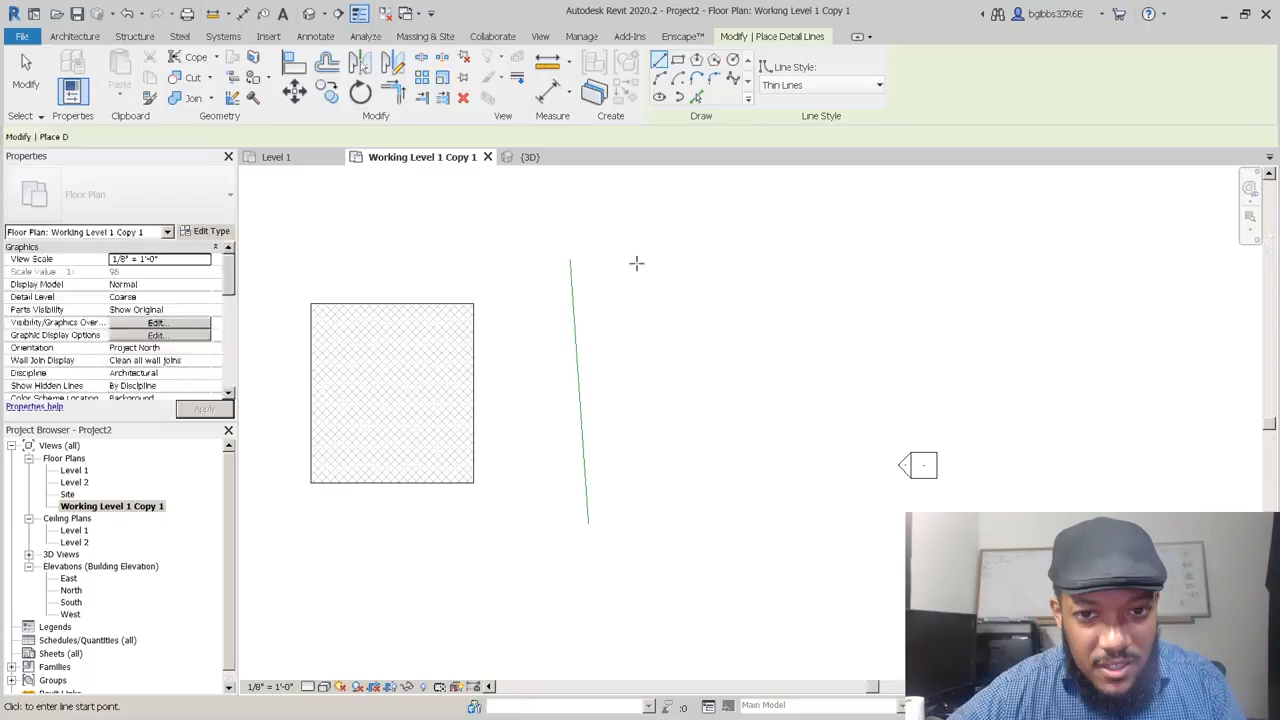 Autodesk Revit 2020.2 - Project2 - Floor Plan: Working Level 1 Copy 1
bgibbs3ZR6E
File Architecture Structure Steel Systems Insert Annotate Analyze Massing & Site Collaborate View Manage Add-Ins Enscape™ Modify | Place Detail Lines
Modify
Paste
Cope
Cut
Join
Line Style:
Thin Lines
Select Properties Clipboard Geometry Modify View Measure Create Draw Line Style
Modify | Place D
Properties
Level 1
Working Level 1 Copy 1
{3D}
Floor Plan
Floor Plan: Working Level 1 Copy 1
Edit Type
Graphics
View Scale 1/8" = 1'-0"
Scale Value 1: 96
Display Model Normal
Detail Level Coarse
Parts Visibility Show Original
Visibility/Graphics Over... Edit...
Graphic Display Options Edit...
Orientation Project North
Wall Join Display Clean all wall joins
Discipline Architectural
Show Hidden Lines By Discipline
Color Scheme Location Background
Properties help
Apply
Project Browser - Project2
Views (all)
Floor Plans
Level 1
Level 2
Site
Working Level 1 Copy 1
Ceiling Plans
Level 1
Level 2
3D Views
Elevations (Building Elevation)
East
North
South
West
Legends
Schedules/Quantities (all)
Sheets (all)
Families
Groups
Revit Links
1/8" = 1'-0"
Click to enter line start point.
:0
Main Model